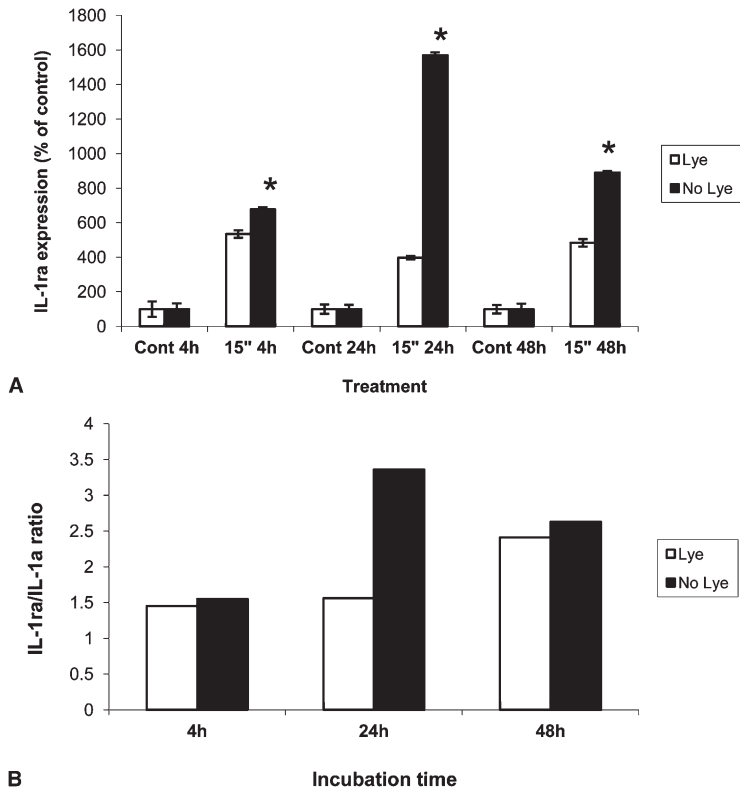 1800
1600
1400
1200
1000
800
600
400
200
0
IL-1ra expression (% of control)
*
*
*
Lye
No Lye
Cont 4h 15" 4h Cont 24h 15" 24h Cont 48h 15" 48h
Treatment
A
4
3.5
3
2.5
2
1.5
1
0.5
0
IL-1ra/IL-1a ratio
Lye
No Lye
4h 24h 48h
Incubation time
B